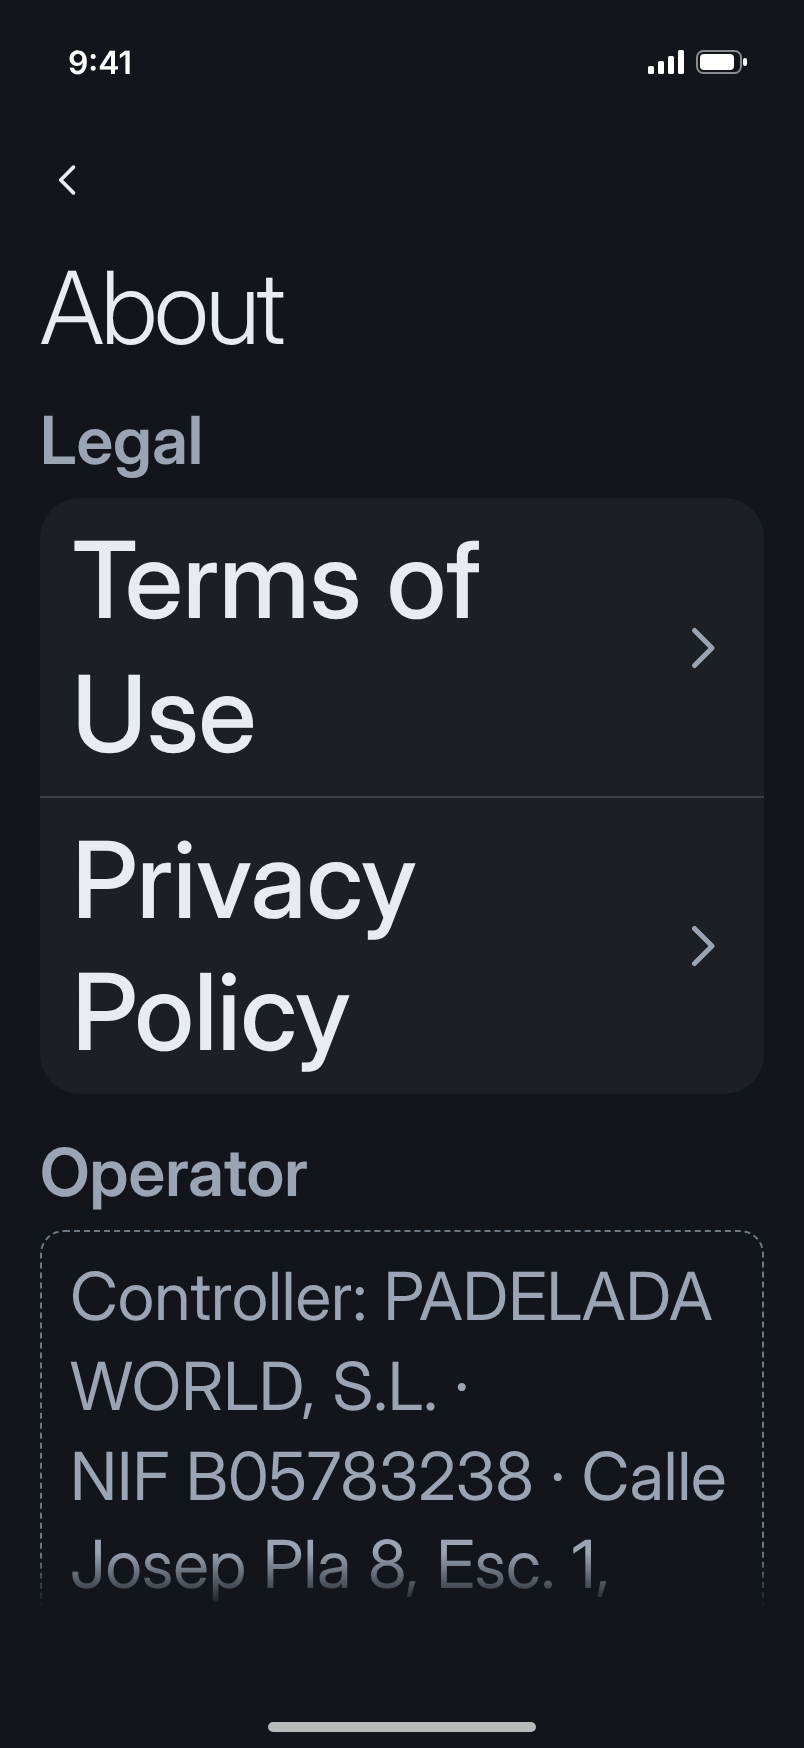 9:41
About
Legal
Terms of
Use
Privacy
Policy
Operator
Controller: PADELADA
WORLD, S.L. ·
NIF B05783238 · Calle
Josep Pla 8, Esc. 1,